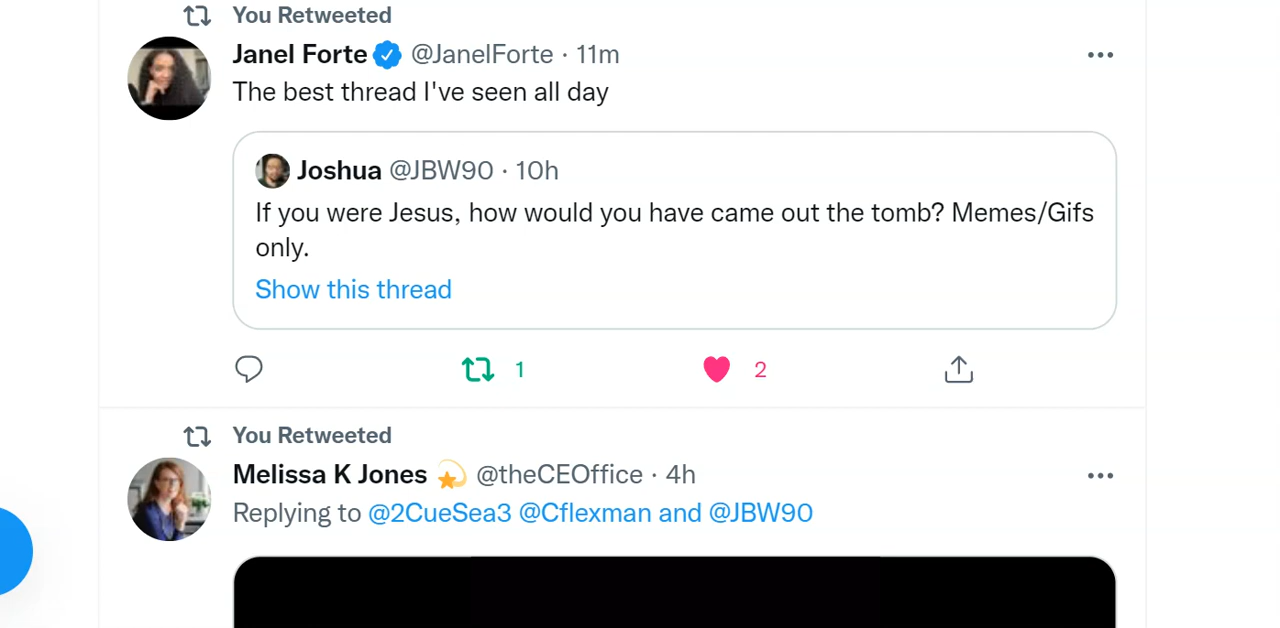 You Retweeted
Janel Forte @JanelForte · 11m
The best thread I've seen all day
Joshua @JBW90 · 10h
If you were Jesus, how would you have came out the tomb? Memes/Gifs
only.
Show this thread
1 2
You Retweeted
Melissa K Jones 💫 @theCEOffice · 4h
Replying to @2CueSea3 @Cflexman and @JBW90